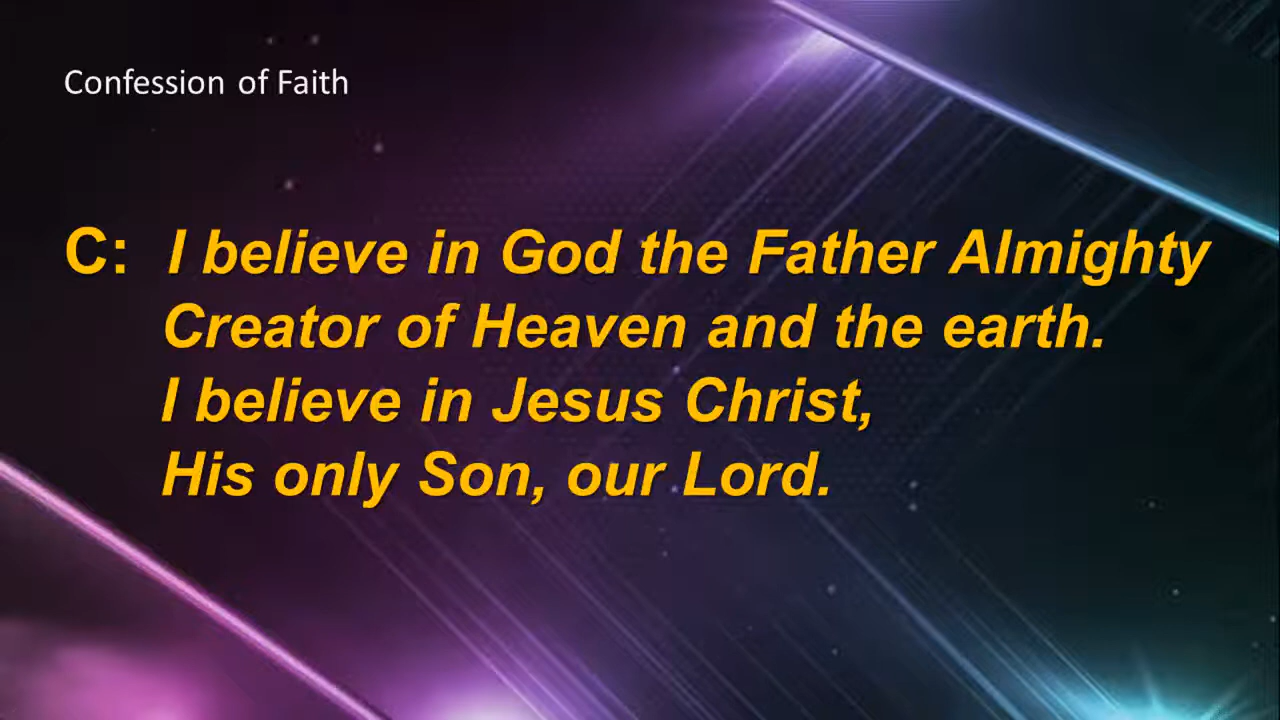 Confession of Faith
C: I believe in God the Father Almighty
Creator of Heaven and the earth.
I believe in Jesus Christ,
His only Son, our Lord.